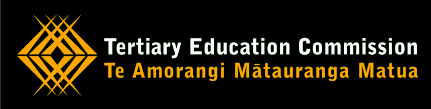 Tertiary Education Commission
Te Amorangi Mātauranga Matua